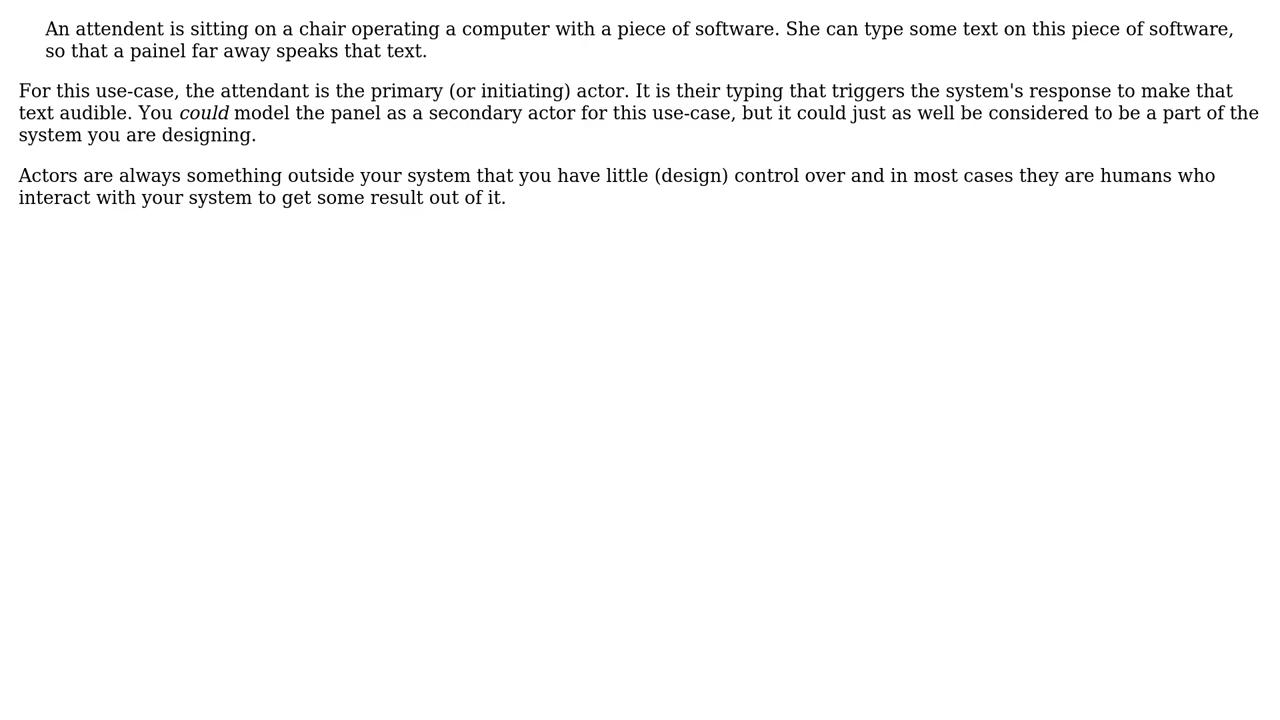 An attendent is sitting on a chair operating a computer with a piece of software. She can type some text on this piece of software,
so that a painel far away speaks that text.
For this use-case, the attendant is the primary (or initiating) actor. It is their typing that triggers the system's response to make that
text audible. You could model the panel as a secondary actor for this use-case, but it could just as well be considered to be a part of the
system you are designing.
Actors are always something outside your system that you have little (design) control over and in most cases they are humans who
interact with your system to get some result out of it.